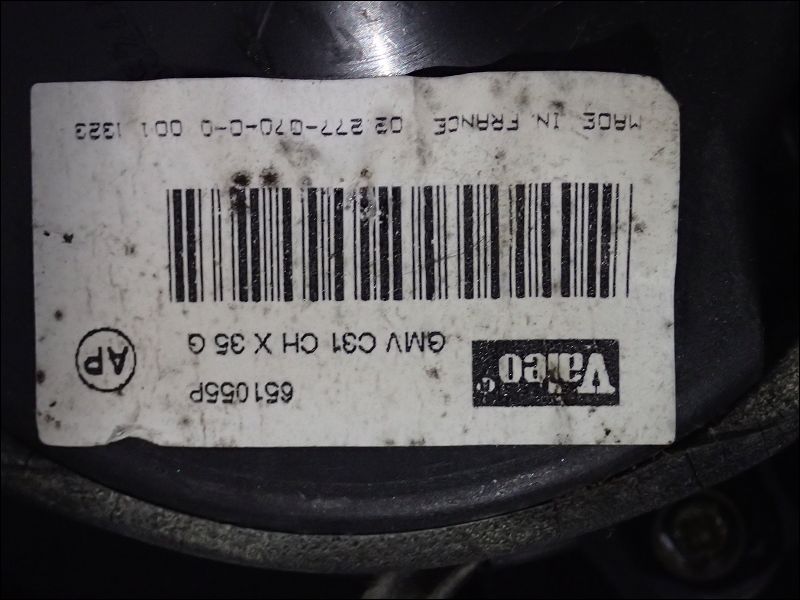 Valeo 651055P
GMV C31 CH X 35 G
AP
MADE IN FRANCE 02 277-070-0-0 001 1323